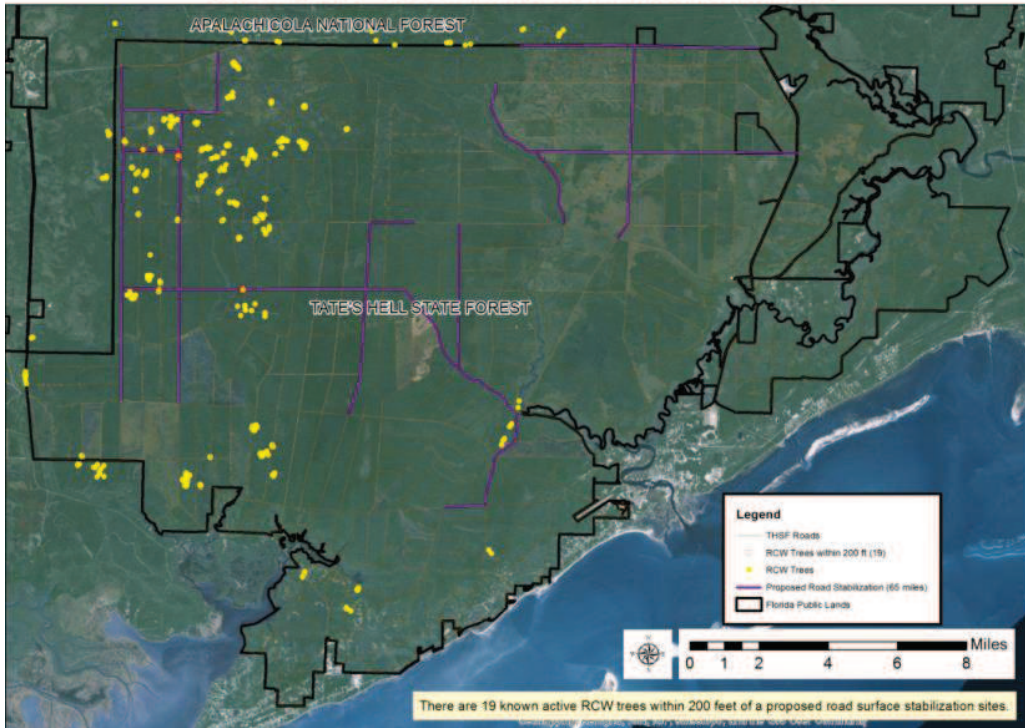 APALACHICOLA NATIONAL FOREST
TATE'S HELL STATE FOREST
Legend
THSF Roads
RCW Trees within 200 ft (19)
RCW Trees
Proposed Road Stabilization (65 miles)
Florida Public Lands
Miles
0 1 2 4 6 8
There are 19 known active RCW trees within 200 feet of a proposed road surface stabilization sites.